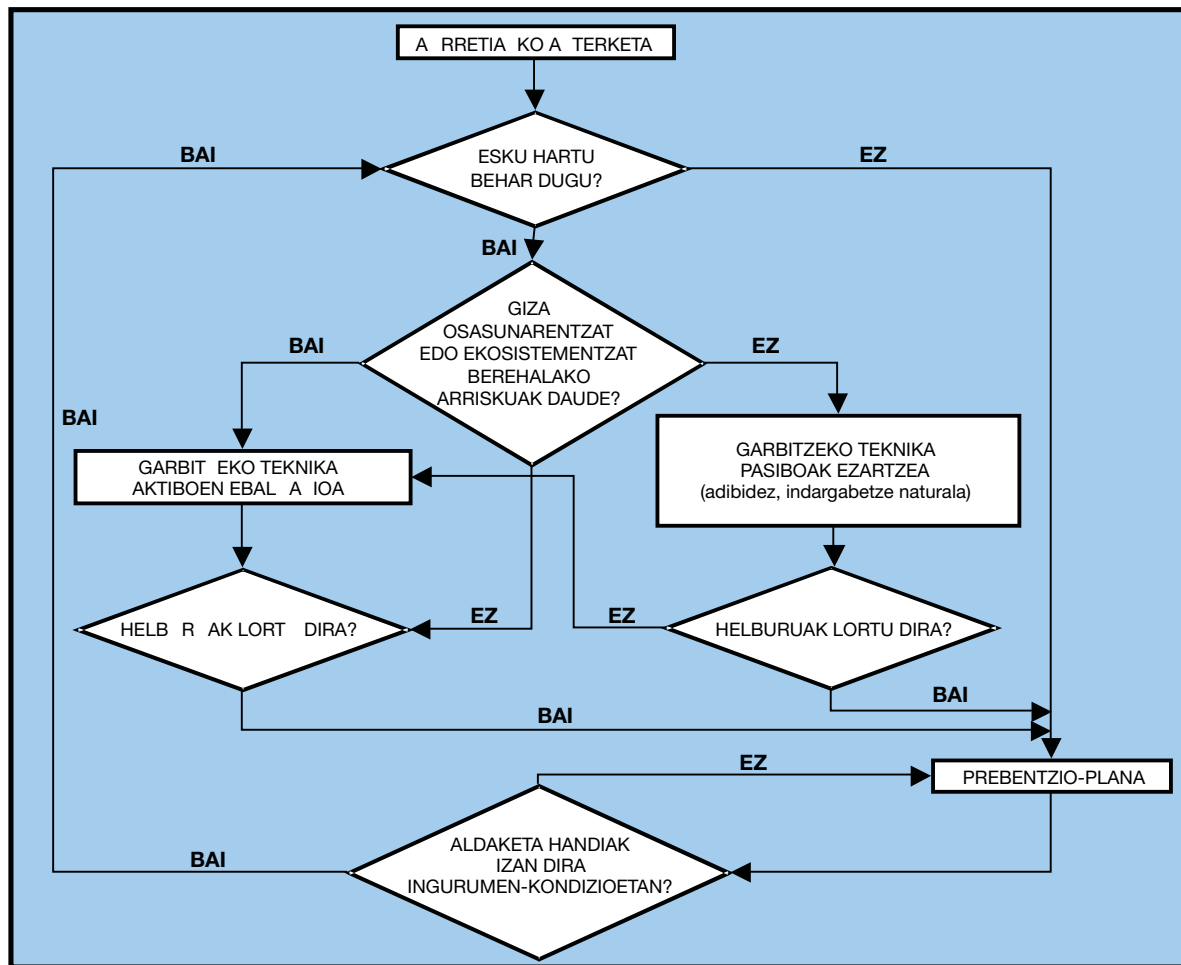 A RRETIA KO A TERKETA
BAI
ESKU HARTU
BEHAR DUGU?
EZ
BAI
GIZA
OSASUNARENTZAT
EDO EKOSISTEMENTZAT
BEREHALAKO
ARRISKUAK DAUDE?
BAI
EZ
BAI
GARBIT EKO TEKNIKA
AKTIBOEN EBAL A IOA
GARBITZEKO TEKNIKA
PASIBOAK EZARTZEA
(adibidez, indargabetze naturala)
HELB R AK LORT DIRA?
EZ
EZ
HELBURUAK LORTU DIRA?
BAI
BAI
EZ
PREBENTZIO-PLANA
BAI
ALDAKETA HANDIAK
IZAN DIRA
INGURUMEN-KONDIZIOETAN?